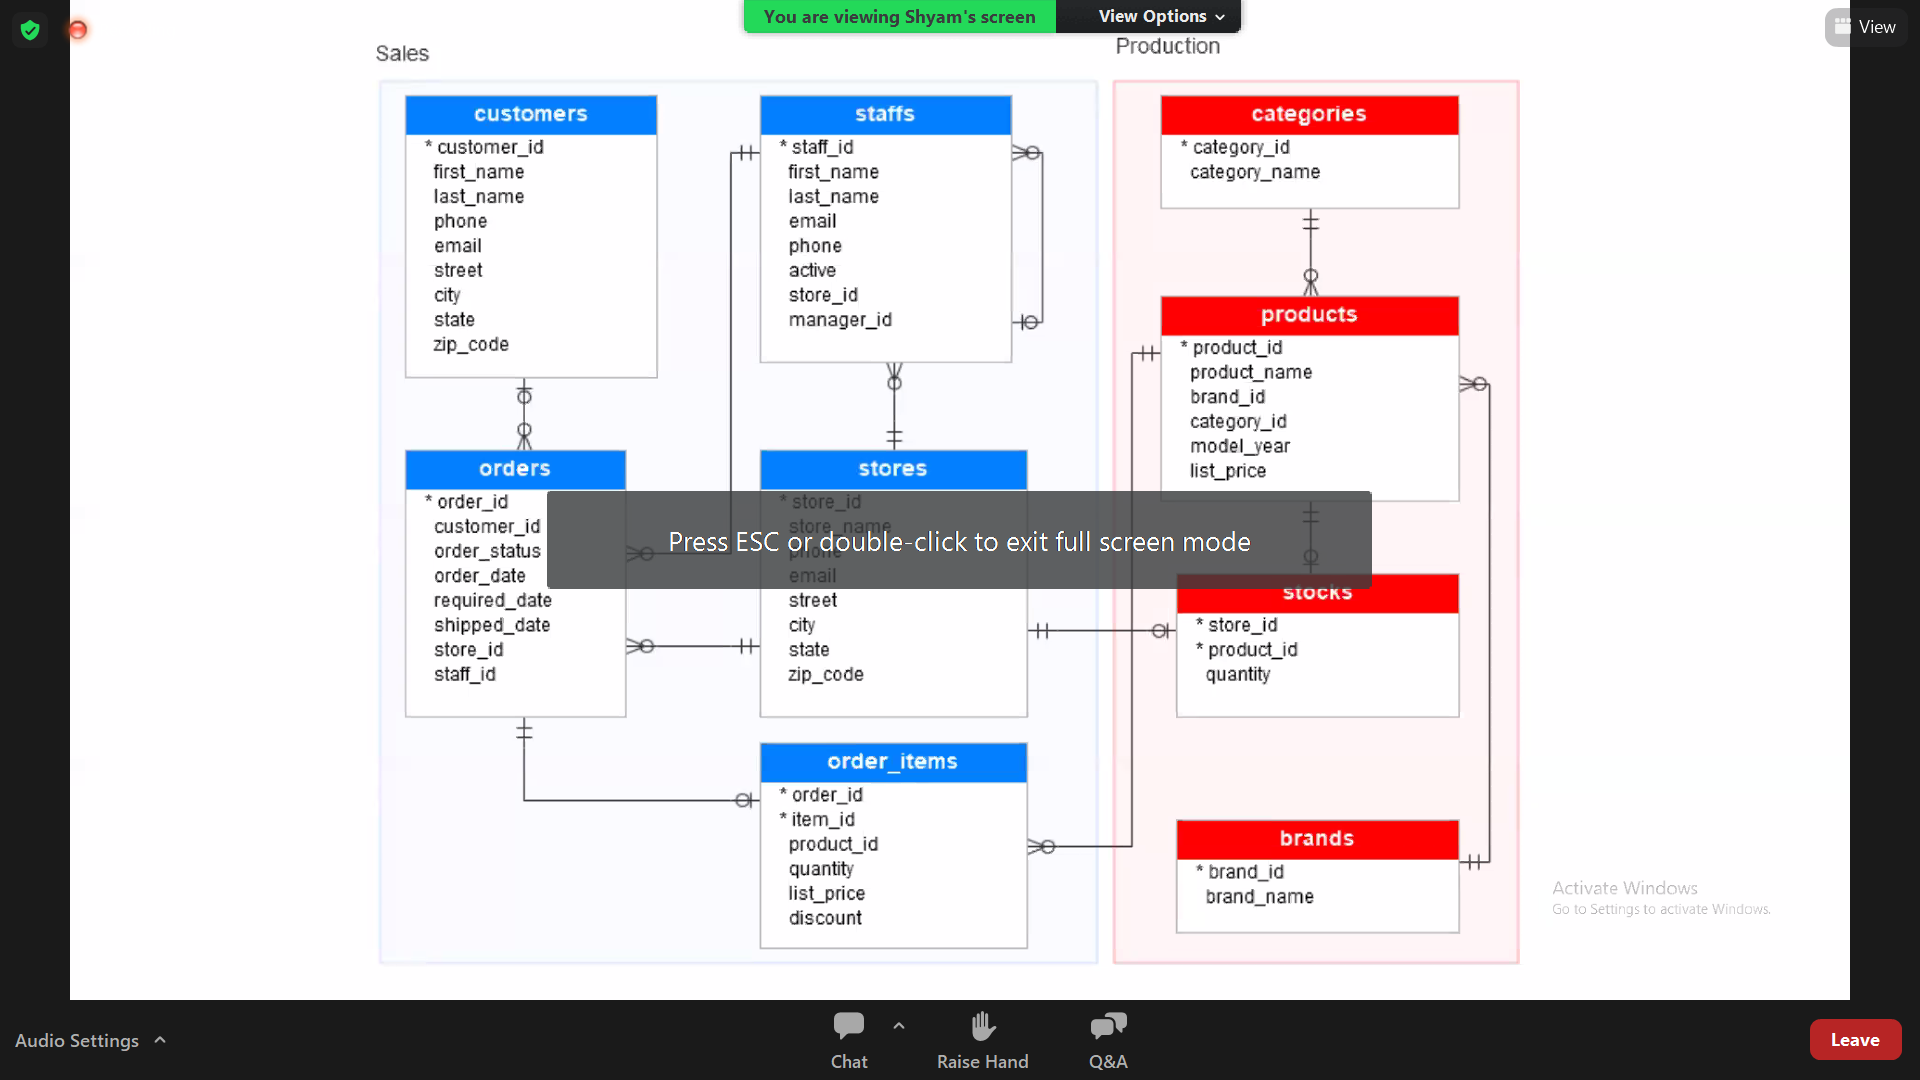 You are viewing Shyam's screen
View Options
View
Sales
Production
customers
* customer_id
first_name
last_name
phone
email
street
city
state
zip_code
staffs
* staff_id
first_name
last_name
email
phone
active
store_id
manager_id
categories
* category_id
category_name
products
* product_id
product_name
brand_id
category_id
model_year
list_price
orders
* order_id
customer_id
order_status
order_date
required_date
shipped_date
store_id
staff_id
stores
* store_id
store_name
phone
email
street
city
state
zip_code
Press ESC or double-click to exit full screen mode
stocks
* store_id
* product_id
quantity
order_items
* order_id
* item_id
product_id
quantity
list_price
discount
brands
* brand_id
brand_name
Activate Windows
Go to Settings to activate Windows.
Audio Settings
Chat
Raise Hand
Q&A
Leave